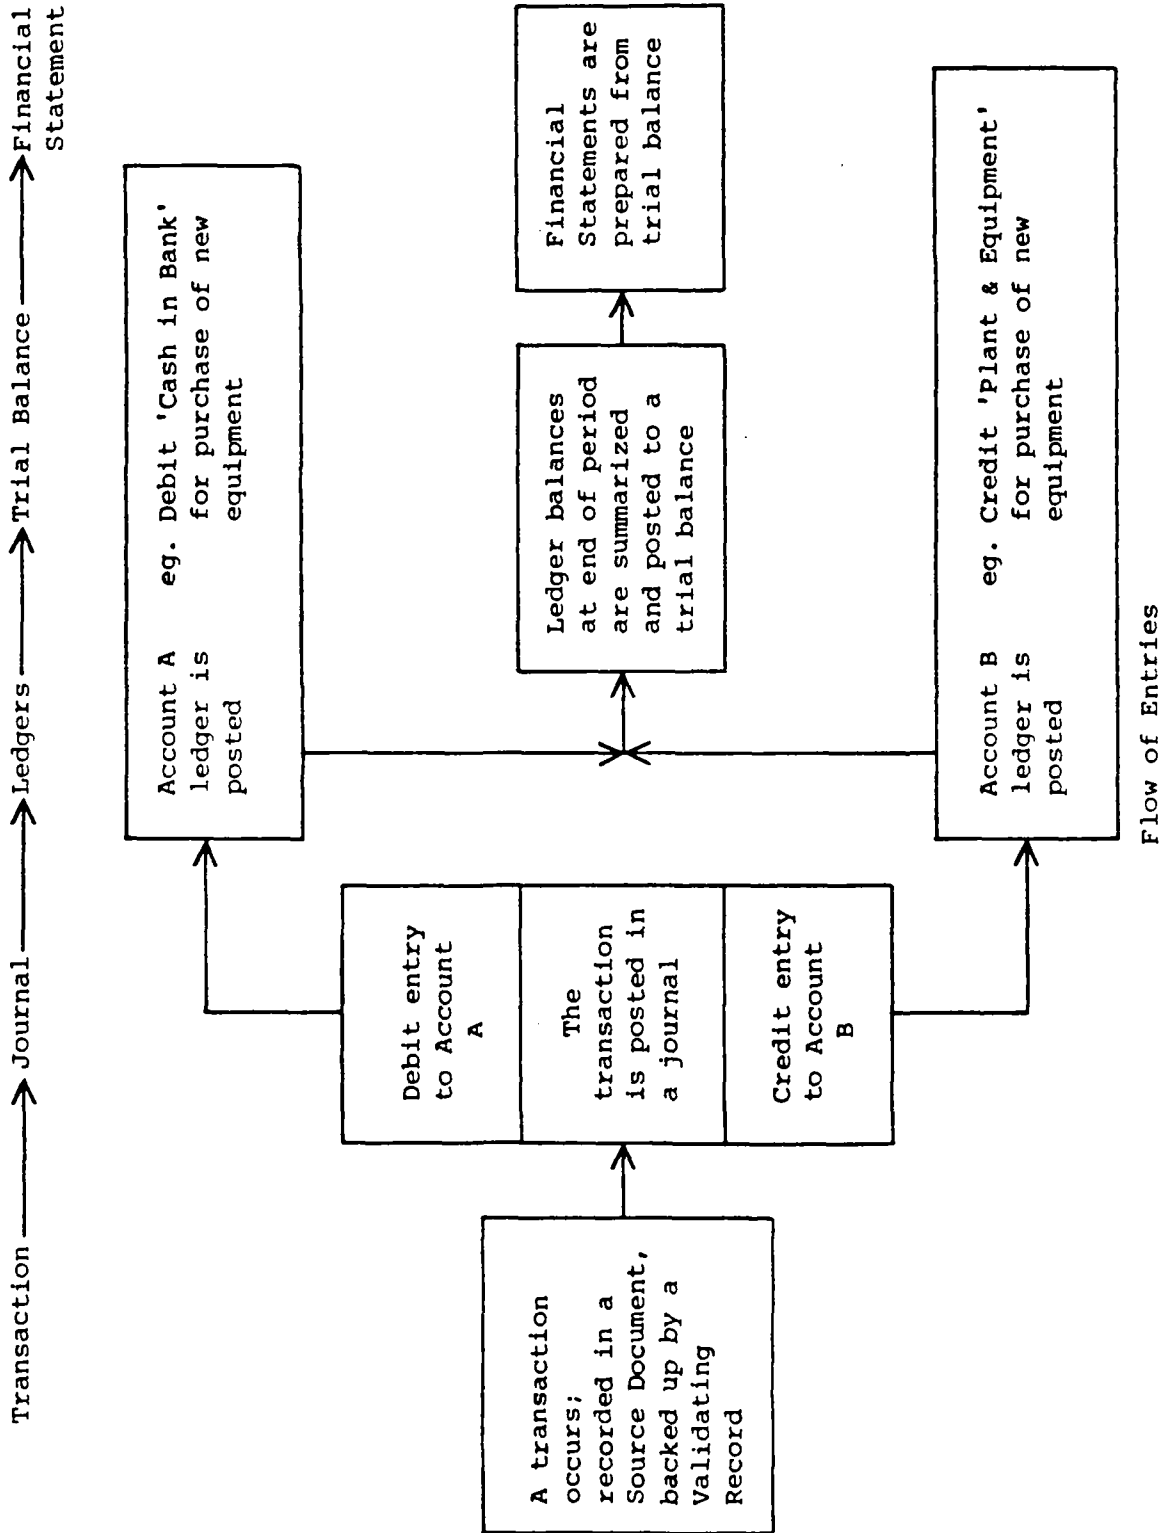 Transaction Journal Ledgers Trial Balance Financial
Statement
A transaction
occurs;
recorded in a
Source Document,
backed up by a
Validating
Record
Debit entry
to Account
A
The
transaction
is posted in
a journal
Credit entry
to Account
B
Account A eg. Debit 'Cash in Bank'
ledger is for purchase of new
posted equipment
Ledger balances
at end of period
are summarized
and posted to a
trial balance
Financial
Statements are
prepared from
trial balance
Account B eg. Credit 'Plant & Equipment'
ledger is for purchase of new
posted equipment
Flow of Entries